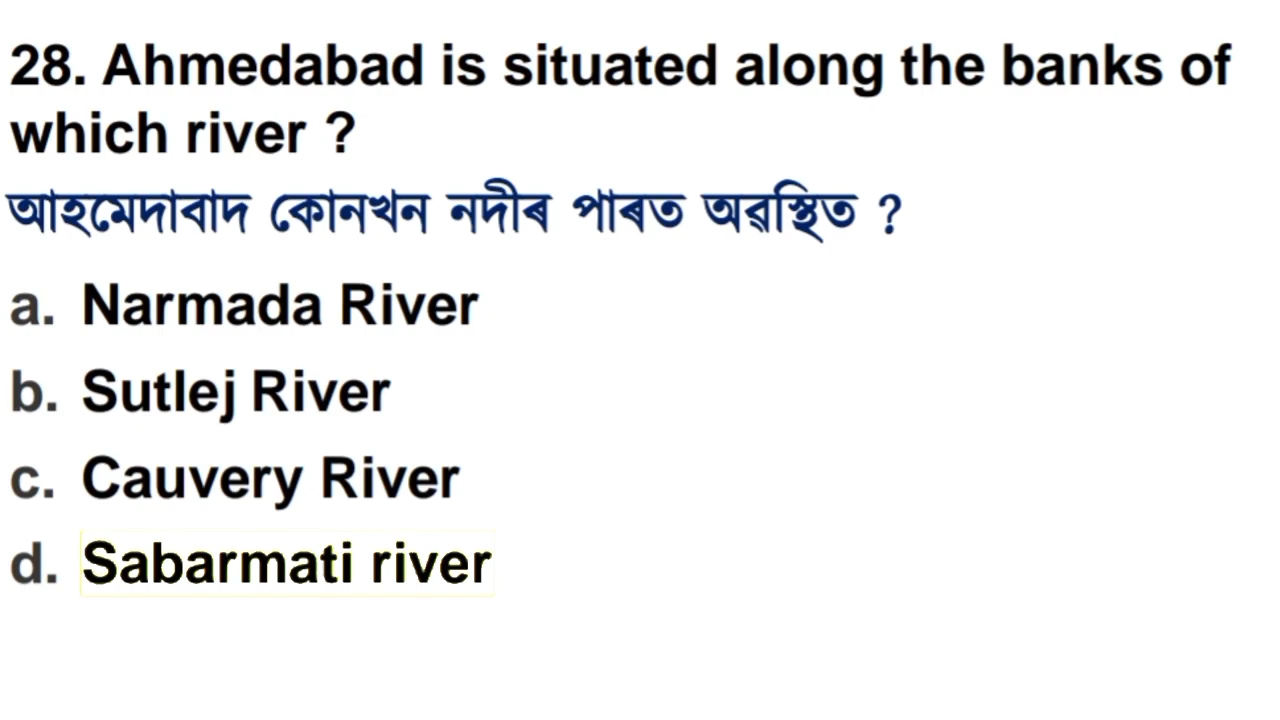 28. Ahmedabad is situated along the banks of
which river ?
আহমেদাবাদ কোনখন নদীৰ পাৰত অৱস্থিত ?
a. Narmada River
b. Sutlej River
c. Cauvery River
d. Sabarmati river